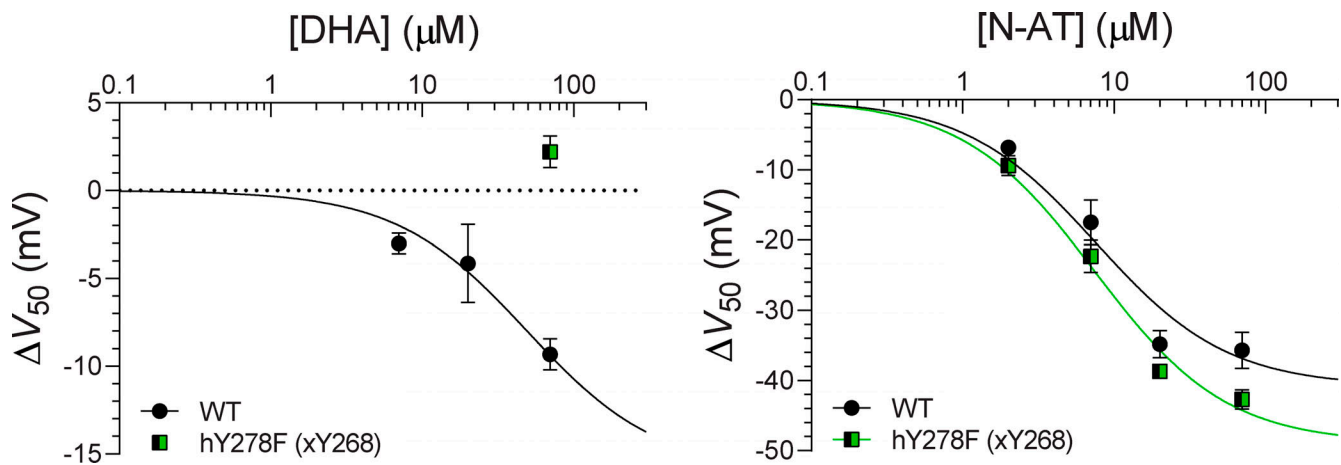 [DHA] (μM)
0.1 1 10 100
5
0
-5
-10
-15
ΔV50 (mV)
WT
hY278F (xY268)
[N-AT] (μM)
0.1 1 10 100
0
-10
-20
-30
-40
-50
ΔV50 (mV)
WT
hY278F (xY268)